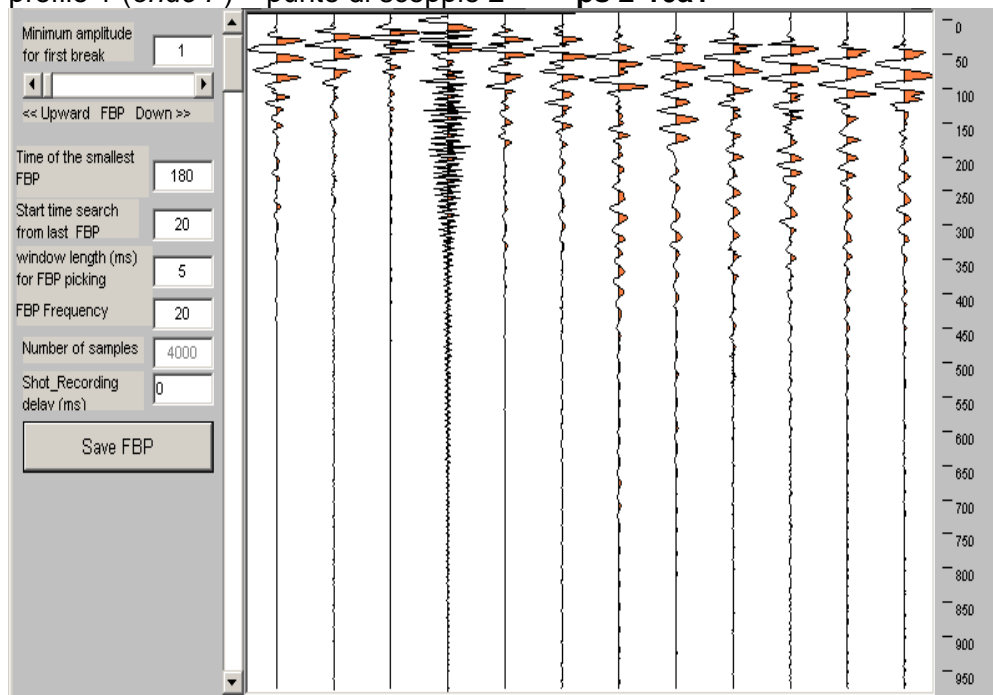 profilo 1 (onde P) – punto di scoppio 2
Minimum amplitude
for first break
1
<< Upward FBP Down >>
Time of the smallest
FBP
180
Start time search
from last FBP
20
window length (ms)
for FBP picking
5
FBP Frequency
20
Number of samples
4000
Shot_Recording
delay (ms)
0
Save FBP
0
50
100
150
200
250
300
350
400
450
500
550
600
650
700
750
800
850
900
950